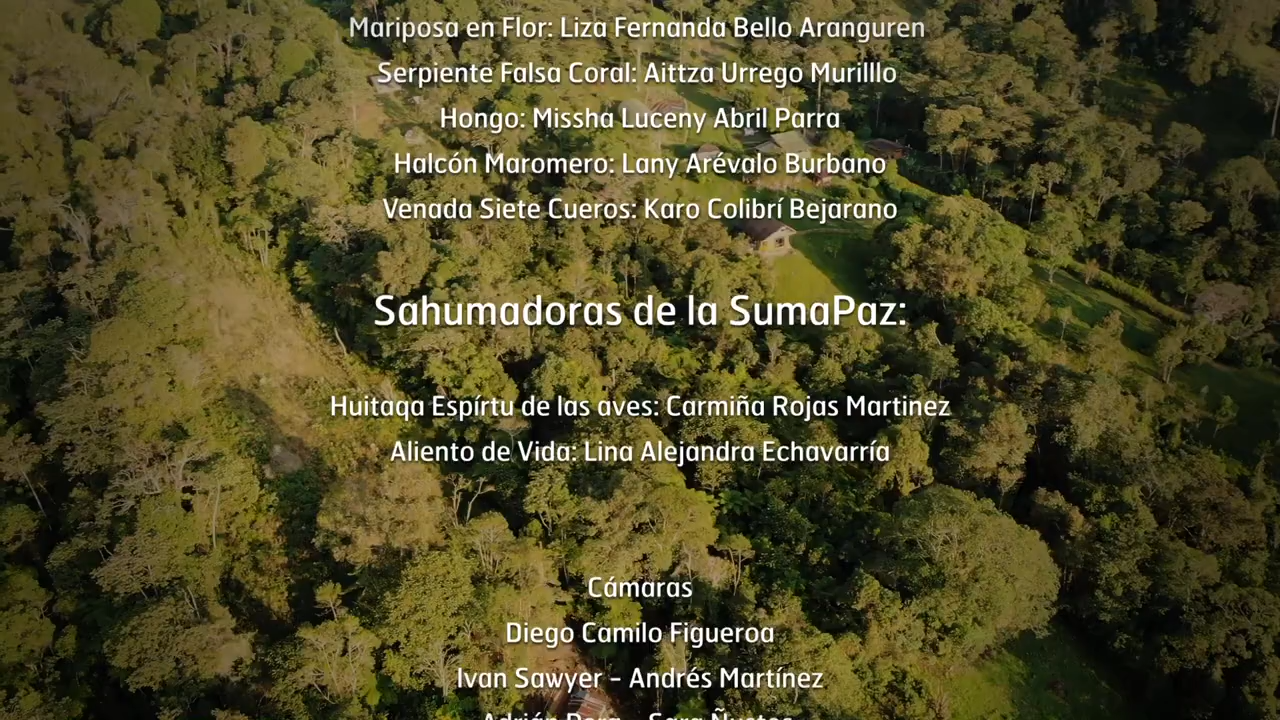 Mariposa en Flor: Liza Fernanda Bello Aranguren
Serpiente Falsa Coral: Aittza Urrego Murilllo
Hongo: Missha Luceny Abril Parra
Halcón Maromero: Lany Arévalo Burbano
Venada Siete Cueros: Karo Colibrí Bejarano
Sahumadoras de la SumaPaz:
Huitaqa Espírtu de las aves: Carmiña Rojas Martinez
Aliento de Vida: Lina Alejandra Echavarría
Cámaras
Diego Camilo Figueroa
Ivan Sawyer - Andrés Martínez
Adrián - Sara